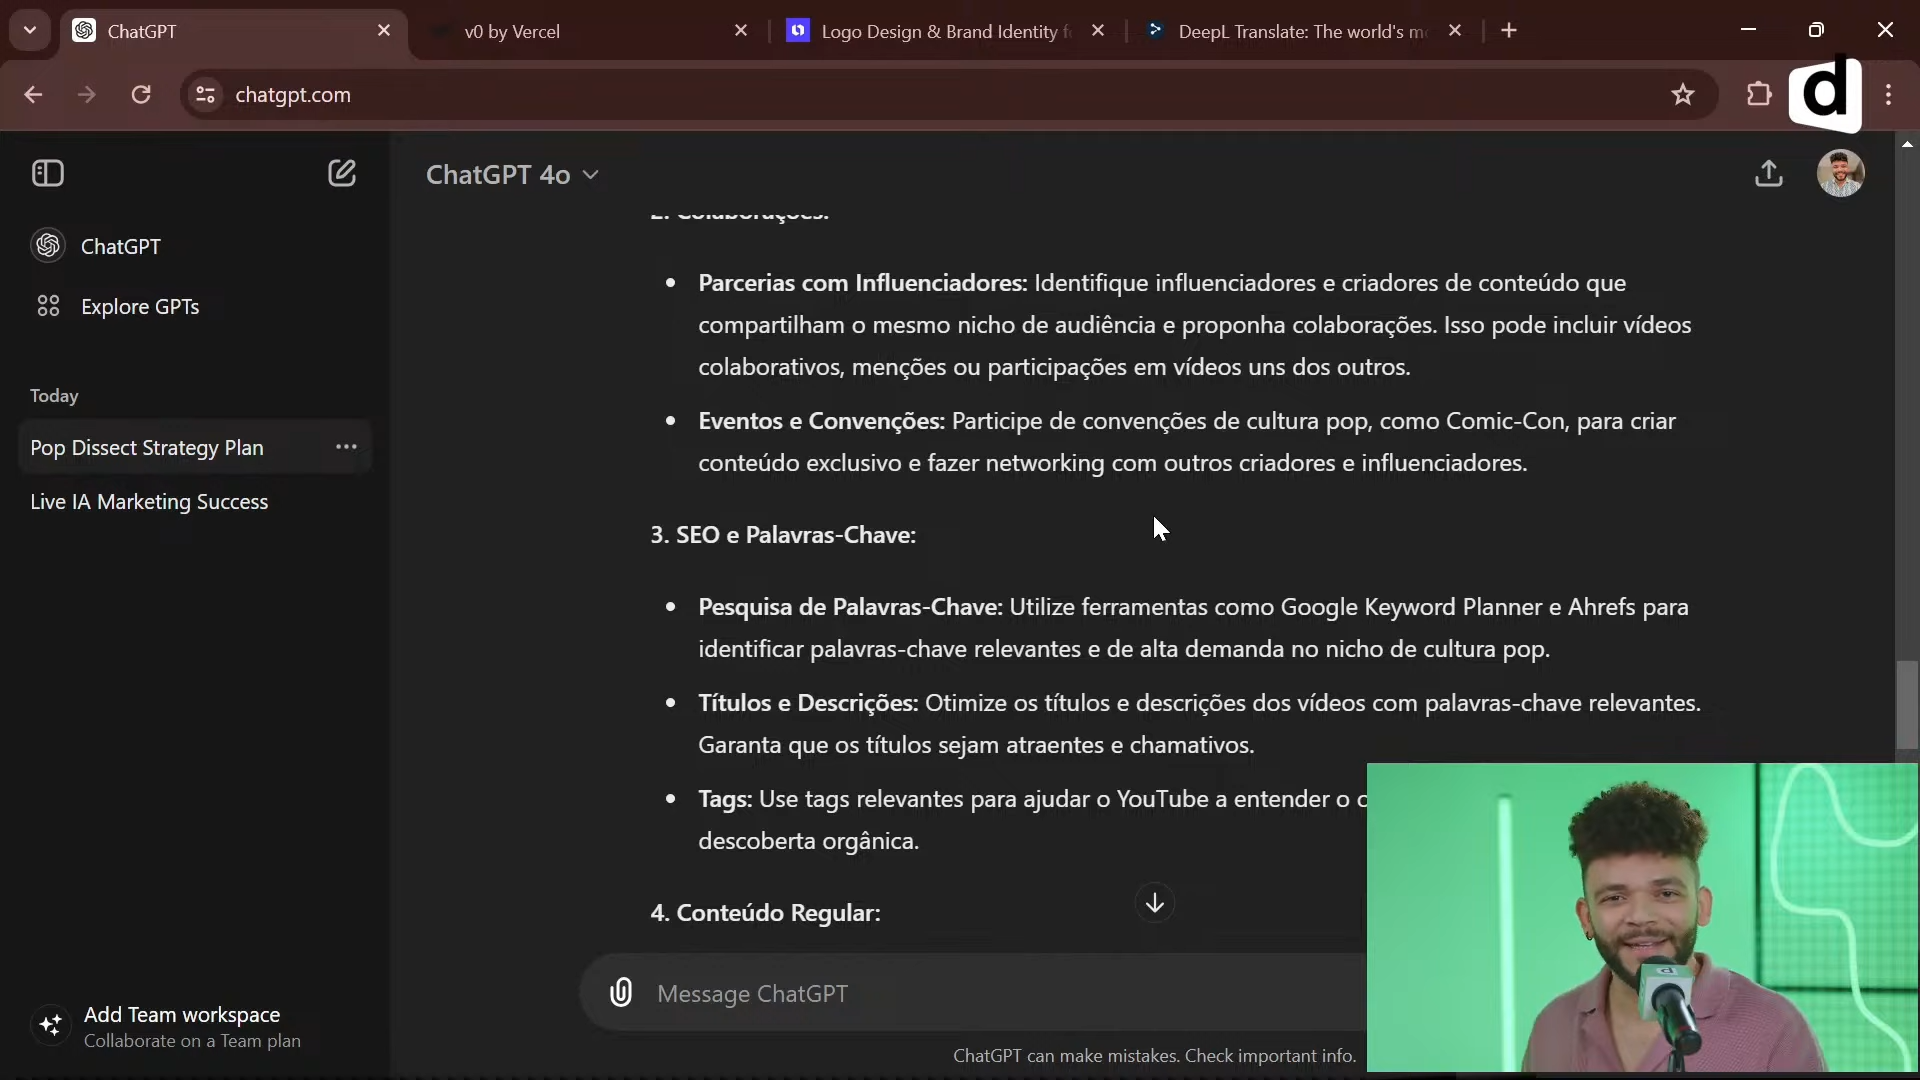 ChatGPT
v0 by Vercel
Logo Design & Brand Identity f
DeepL Translate: The world's m
chatgpt.com
d
ChatGPT 4o
ChatGPT
Explore GPTs
Today
Pop Dissect Strategy Plan
Live IA Marketing Success
Add Team workspace
Collaborate on a Team plan
2. Colaborações:
• Parcerias com Influenciadores: Identifique influenciadores e criadores de conteúdo que
compartilham o mesmo nicho de audiência e proponha colaborações. Isso pode incluir vídeos
colaborativos, menções ou participações em vídeos uns dos outros.
• Eventos e Convenções: Participe de convenções de cultura pop, como Comic-Con, para criar
conteúdo exclusivo e fazer networking com outros criadores e influenciadores.
3. SEO e Palavras-Chave:
• Pesquisa de Palavras-Chave: Utilize ferramentas como Google Keyword Planner e Ahrefs para
identificar palavras-chave relevantes e de alta demanda no nicho de cultura pop.
• Títulos e Descrições: Otimize os títulos e descrições dos vídeos com palavras-chave relevantes.
Garanta que os títulos sejam atraentes e chamativos.
• Tags: Use tags relevantes para ajudar o YouTube a entender o c
descoberta orgânica.
4. Conteúdo Regular:
Message ChatGPT
ChatGPT can make mistakes. Check important info.